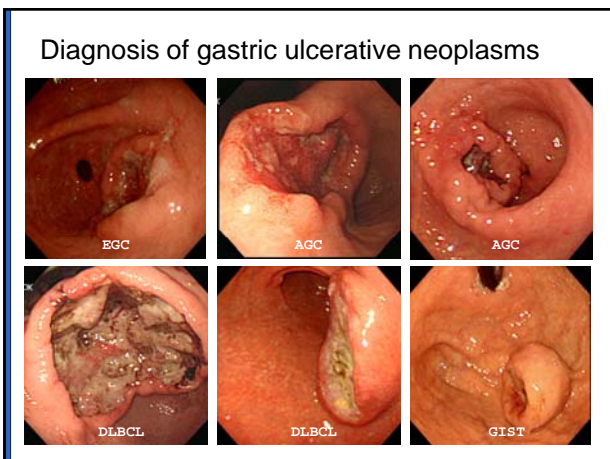 Diagnosis of gastric ulcerative neoplasms
EGC
AGC
AGC
DLBCL
DLBCL
GIST